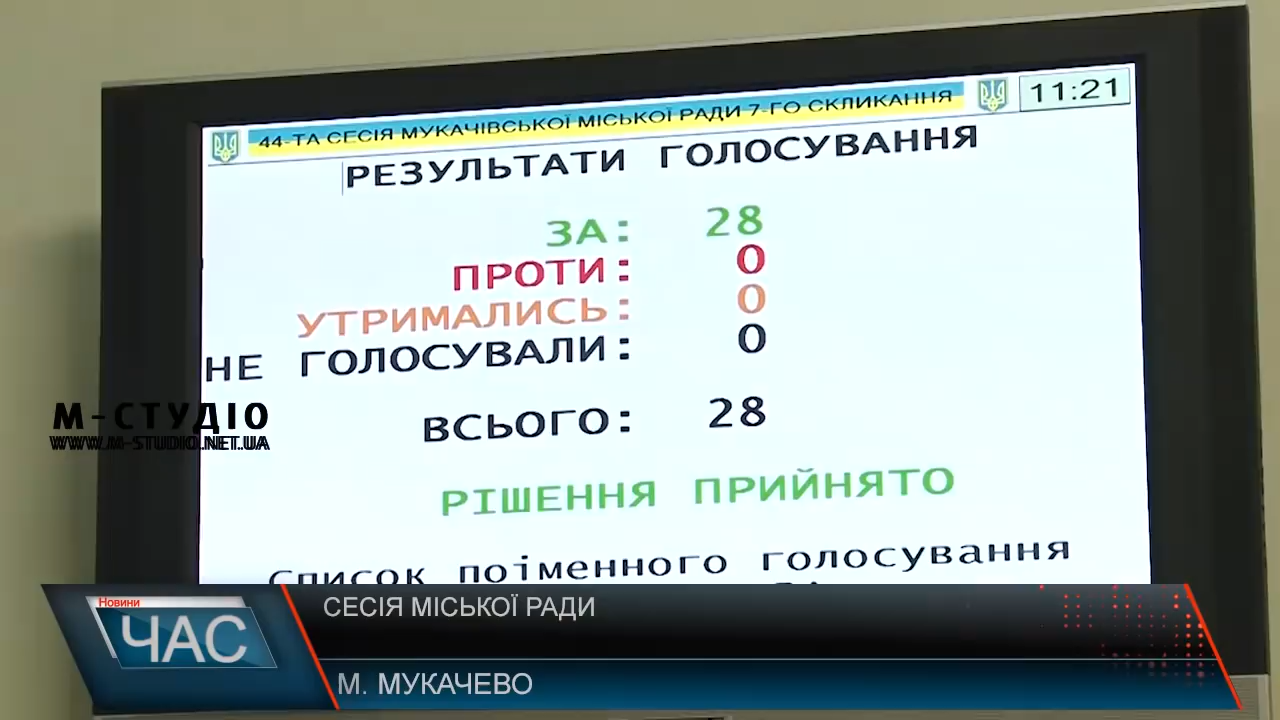 44-ТА СЕСІЯ МУКАЧІВСЬКОЇ МІСЬКОЇ РАДИ 7-ГО СКЛИКАННЯ
11:21
РЕЗУЛЬТАТИ ГОЛОСУВАННЯ
ЗА: 28
ПРОТИ: 0
УТРИМАЛИСЬ: 0
НЕ ГОЛОСУВАЛИ: 0
ВСЬОГО: 28
РІШЕННЯ ПРИЙНЯТО
Список поіменного голосування
М-СТУДІО
WWW.M-STUDIO.NET.UA
Новини
ЧАС
СЕСІЯ МІСЬКОЇ РАДИ
М. МУКАЧЕВО